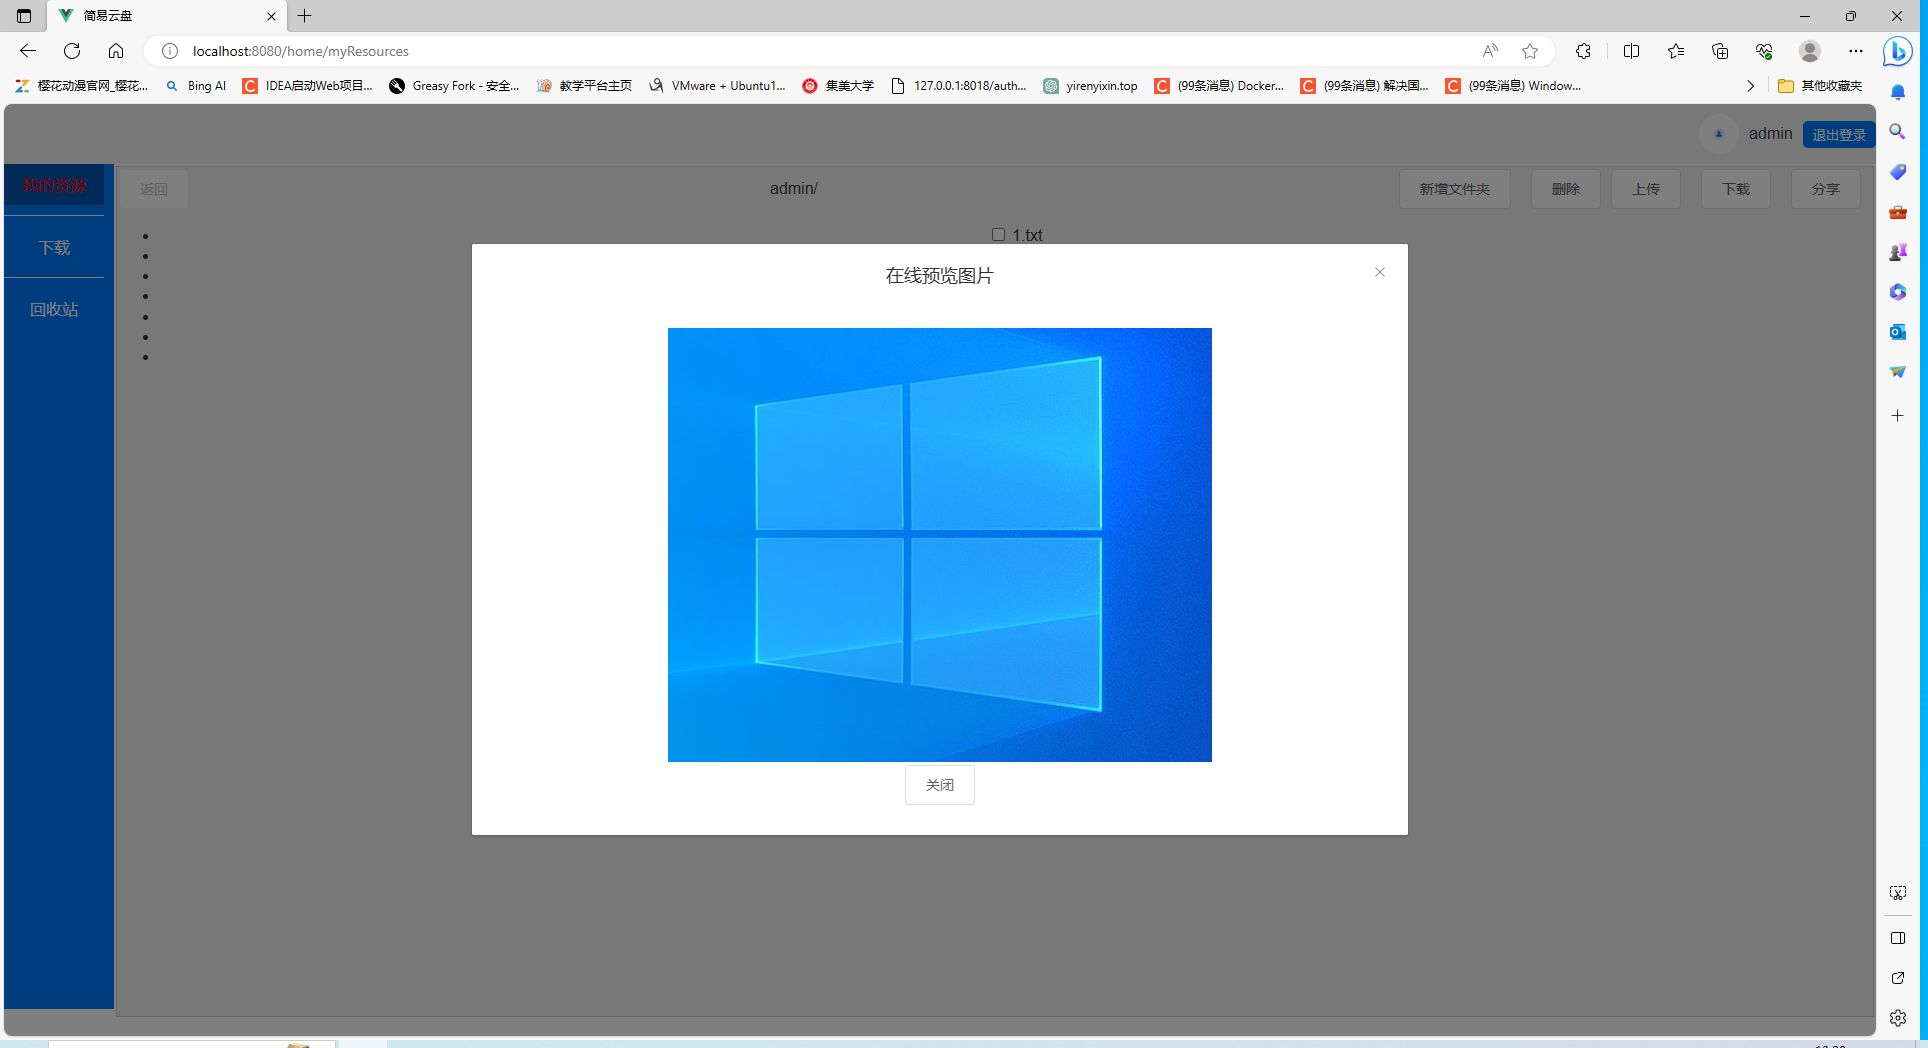 简易云盘
localhost:8080/home/myResources
樱花动漫官网_樱花... Bing AI IDEA启动Web项目... Greasy Fork - 安全... 教学平台主页 VMware + Ubuntu1... 集美大学 127.0.0.1:8018/auth... yirenyixin.top (99条消息) Docker... (99条消息) 解决国... (99条消息) Window... 其他收藏夹
admin 退出登录
我的资源
下载
回收站
返回 admin/ 新增文件夹 删除 上传 下载 分享
1.txt
在线预览图片
关闭